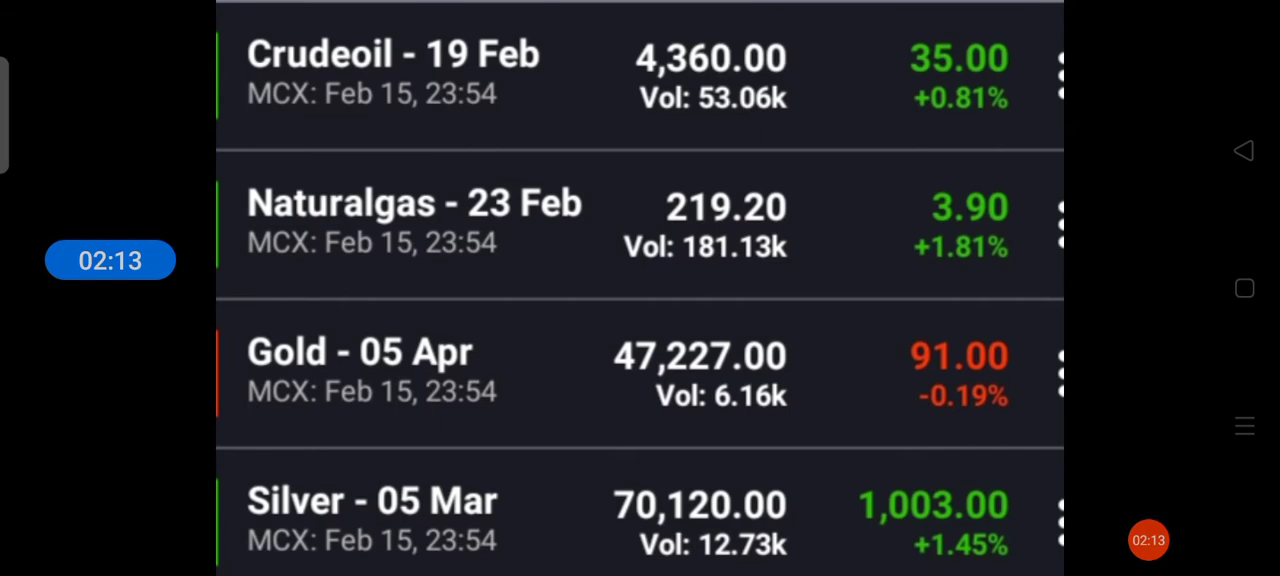 Crudeoil - 19 Feb 4,360.00 35.00
MCX: Feb 15, 23:54 Vol: 53.06k +0.81%
Naturalgas - 23 Feb 219.20 3.90
MCX: Feb 15, 23:54 Vol: 181.13k +1.81%
02:13
Gold - 05 Apr 47,227.00 91.00
MCX: Feb 15, 23:54 Vol: 6.16k -0.19%
Silver - 05 Mar 70,120.00 1,003.00
MCX: Feb 15, 23:54 Vol: 12.73k +1.45%
02:13